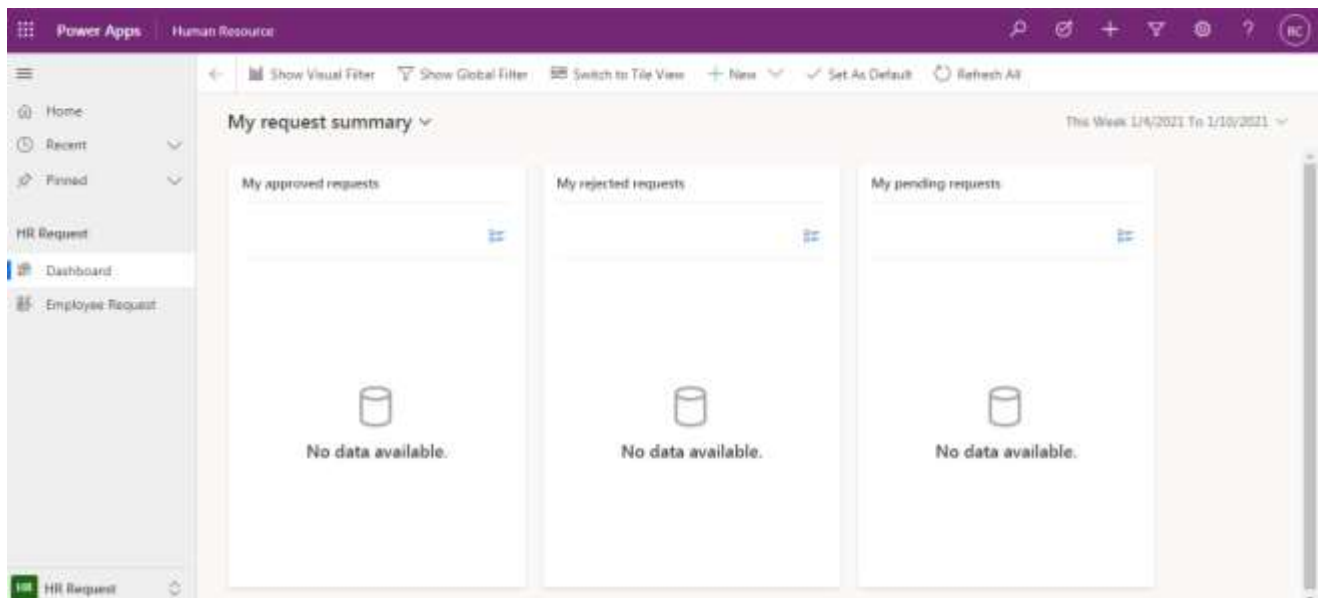 Power Apps Human Resource ? RC
Show Visual Filter Show Global Filter Switch to Tile View New Set As Default Refresh All
Home
My request summary This Week 1/4/2021 To 1/10/2021
Recent
Pinned
My approved requests My rejected requests My pending requests
HR Request
Dashboard
Employee Request
No data available. No data available. No data available.
HR HR Request